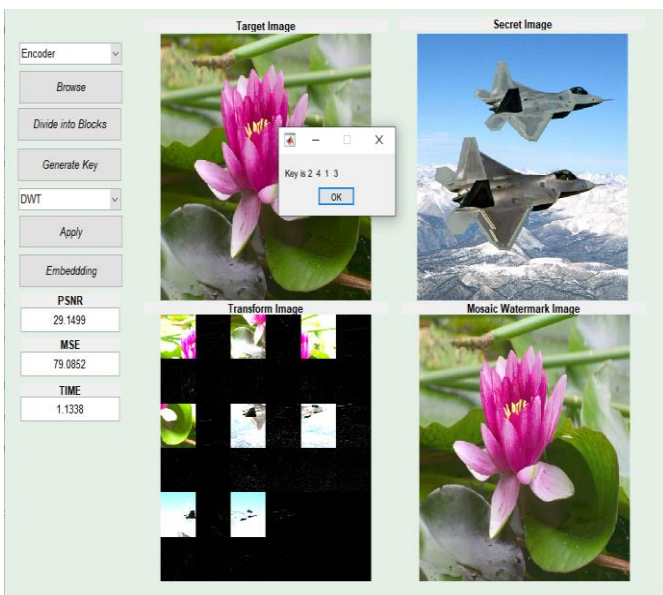 Target Image
Secret Image
Encoder
Browse
Divide into Blocks
Generate Key
DWT
Apply
Embeddding
PSNR
29.1499
MSE
79.0852
TIME
1.1338
Key is 2 4 1 3
OK
Transform Image
Mosaic Watermark Image